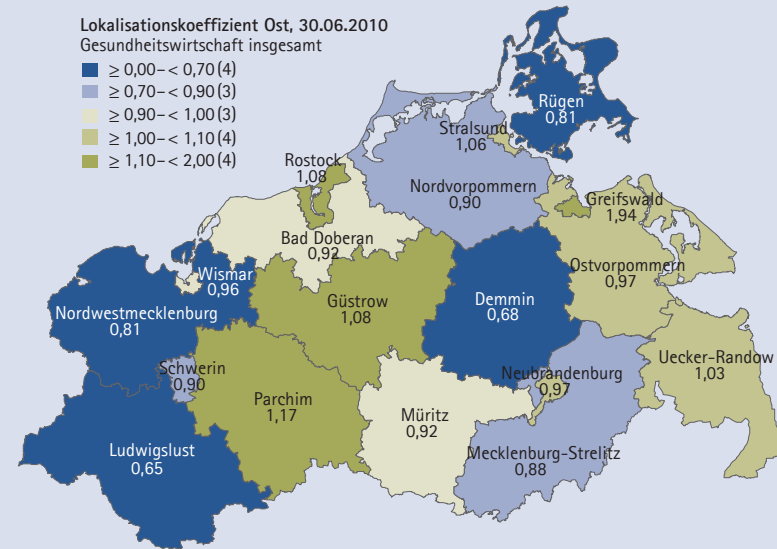 Lokalisationskoeffizient Ost, 30.06.2010
Gesundheitswirtschaft insgesamt
≥ 0,00–< 0,70 (4)
≥ 0,70–< 0,90 (3)
≥ 0,90–< 1,00 (3)
≥ 1,00–< 1,10 (4)
≥ 1,10–< 2,00 (4)
Rügen
0,81
Stralsund
1,06
Rostock
1,08
Nordvorpommern
0,90
Greifswald
1,94
Bad Doberan
0,92
Wismar
0,96
Ostvorpommern
0,97
Nordwestmecklenburg
0,81
Güstrow
1,08
Demmin
0,68
Schwerin
0,90
Neubrandenburg
0,97
Uecker-Randow
1,03
Parchim
1,17
Müritz
0,92
Ludwigslust
0,65
Mecklenburg-Strelitz
0,88